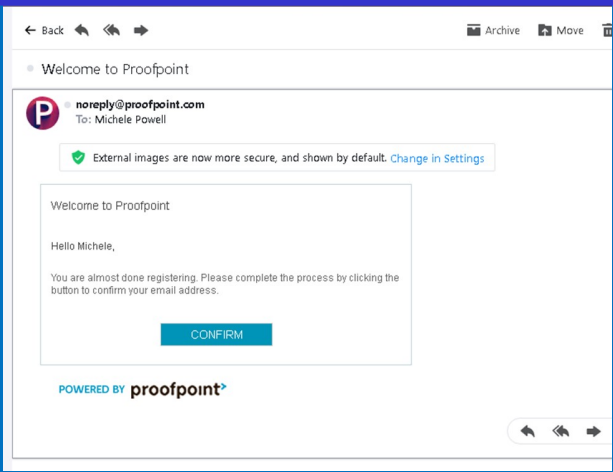 Back
Archive Move
Welcome to Proofpoint
P noreply@proofpoint.com
To: Michele Powell
External images are now more secure, and shown by default. Change in Settings
Welcome to Proofpoint
Hello Michele,
You are almost done registering. Please complete the process by clicking the
button to confirm your email address.
CONFIRM
POWERED BY proofpoint